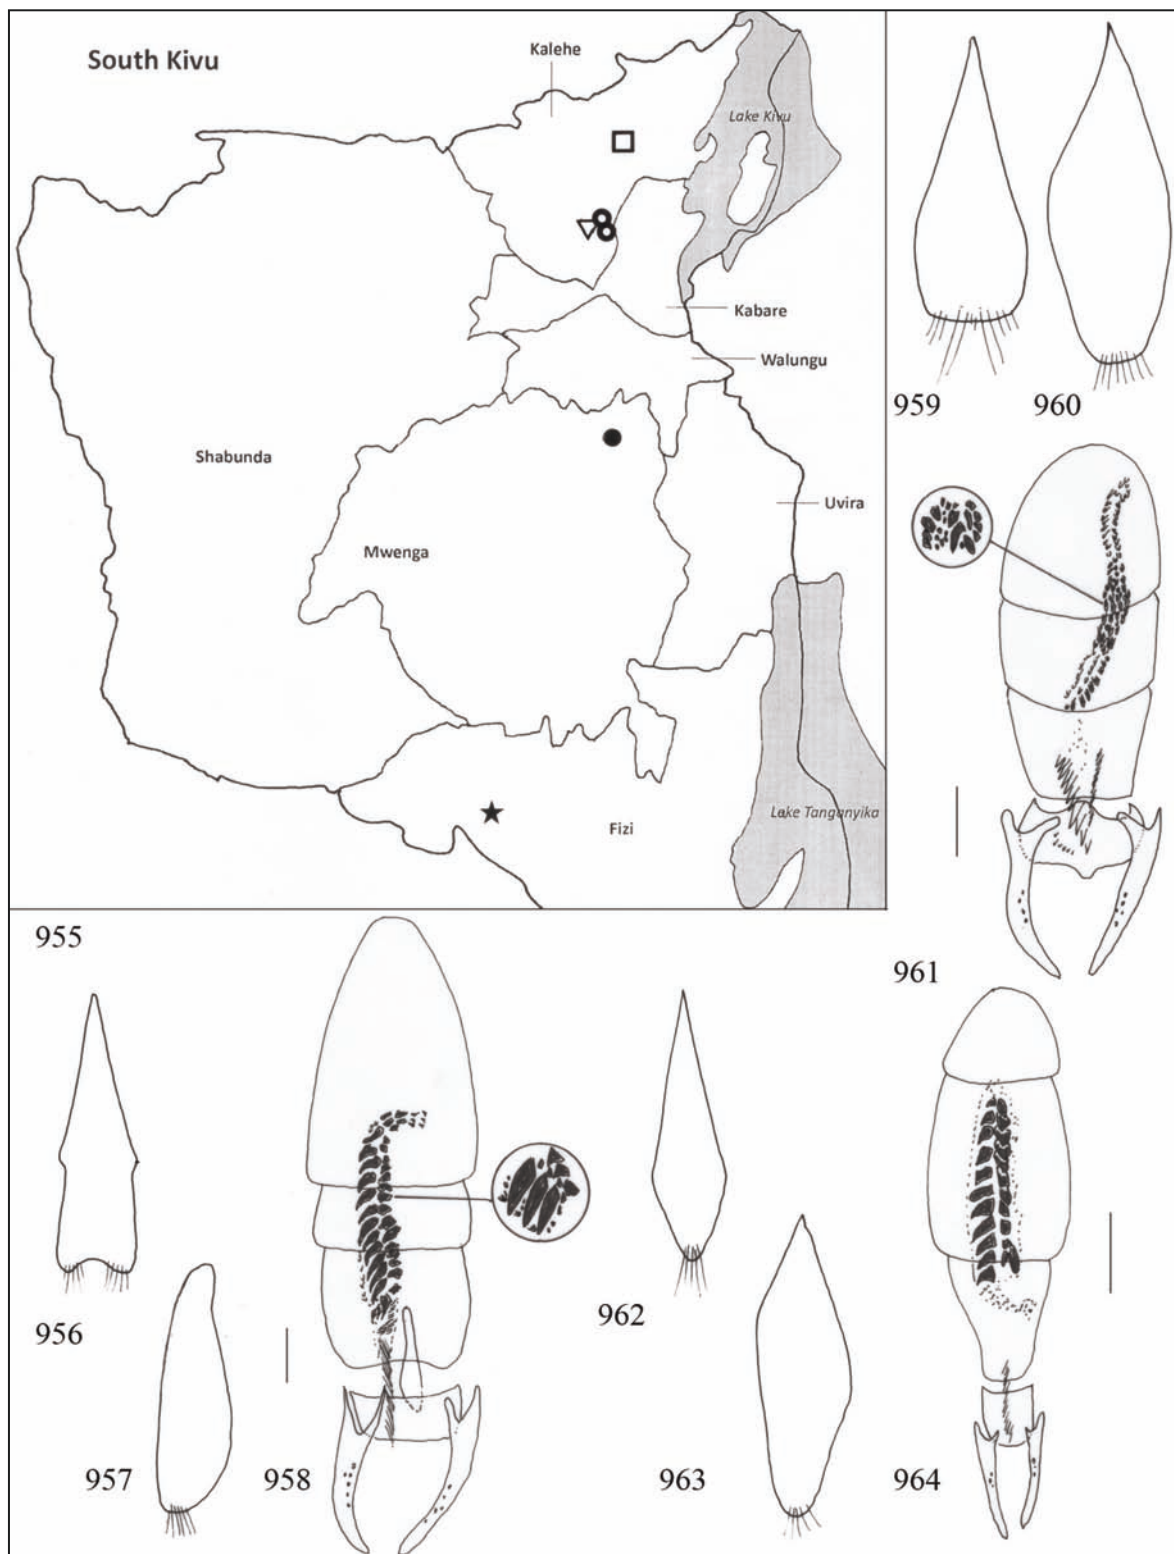 South Kivu
Kalehe
Lake Kivu
Kabare
Walungu
Shabunda
Uvira
Mwenga
Lake Tanganyika
Fizi
959
960
961
955
956
957
958
962
963
964